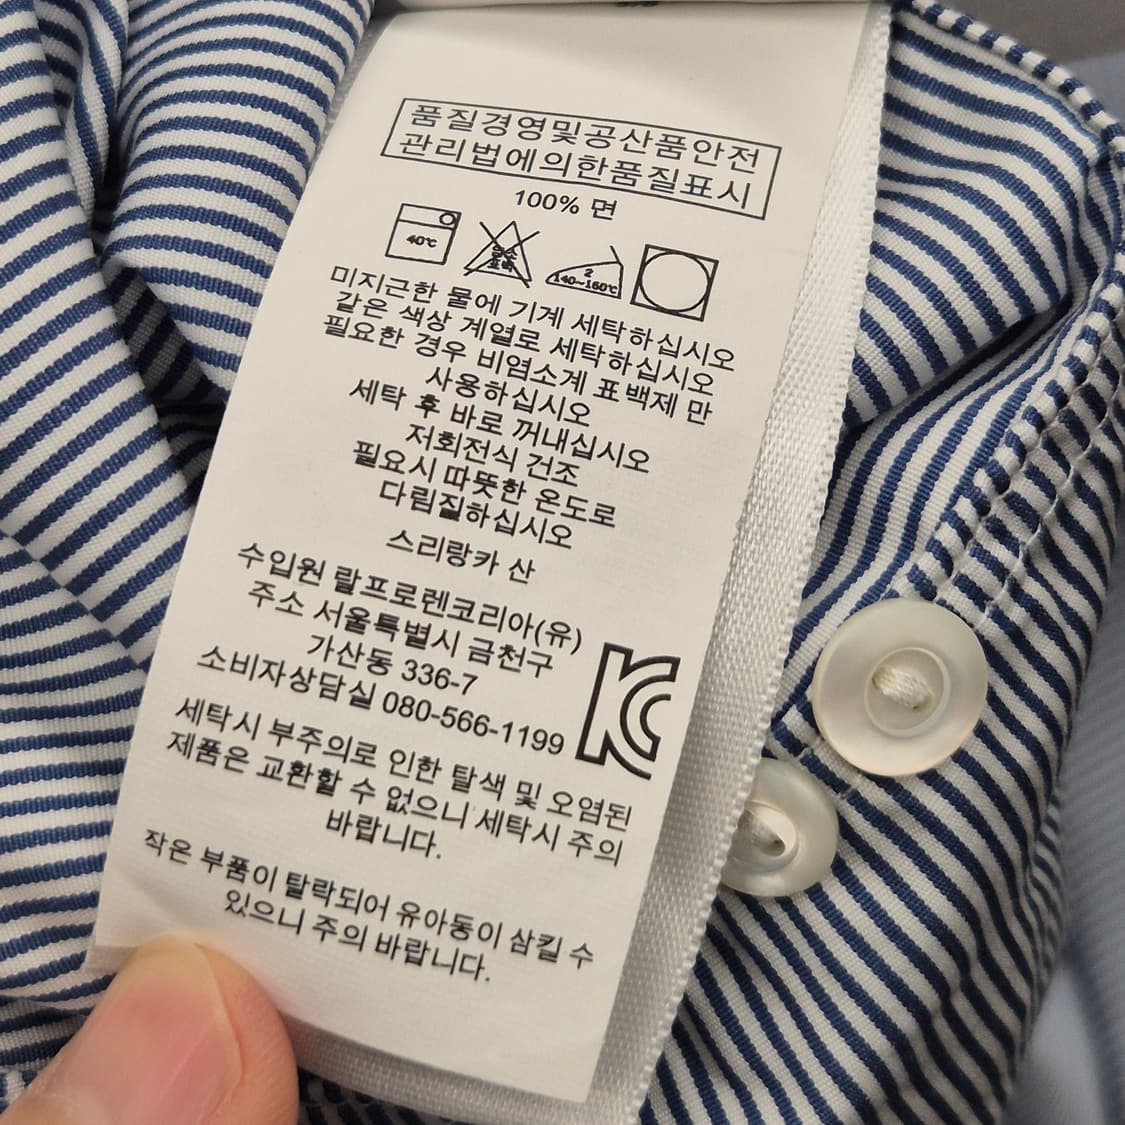 품질경영및공산품안전
관리법에의한품질표시
100% 면
40℃
염소
표백
2
140~160℃
미지근한 물에 기계 세탁하십시오
같은 색상 계열로 세탁하십시오
필요한 경우 비염소계 표백제 만
사용하십시오
세탁 후 바로 꺼내십시오
저회전식 건조
필요시 따뜻한 온도로
다림질하십시오
스리랑카 산
수입원 랄프로렌코리아(유)
주소 서울특별시 금천구
가산동 336-7
소비자상담실 080-566-1199
세탁시 부주의로 인한 탈색 및 오염된
제품은 교환할 수 없으니 세탁시 주의
바랍니다.
작은 부품이 탈락되어 유아동이 삼킬 수
있으니 주의 바랍니다.